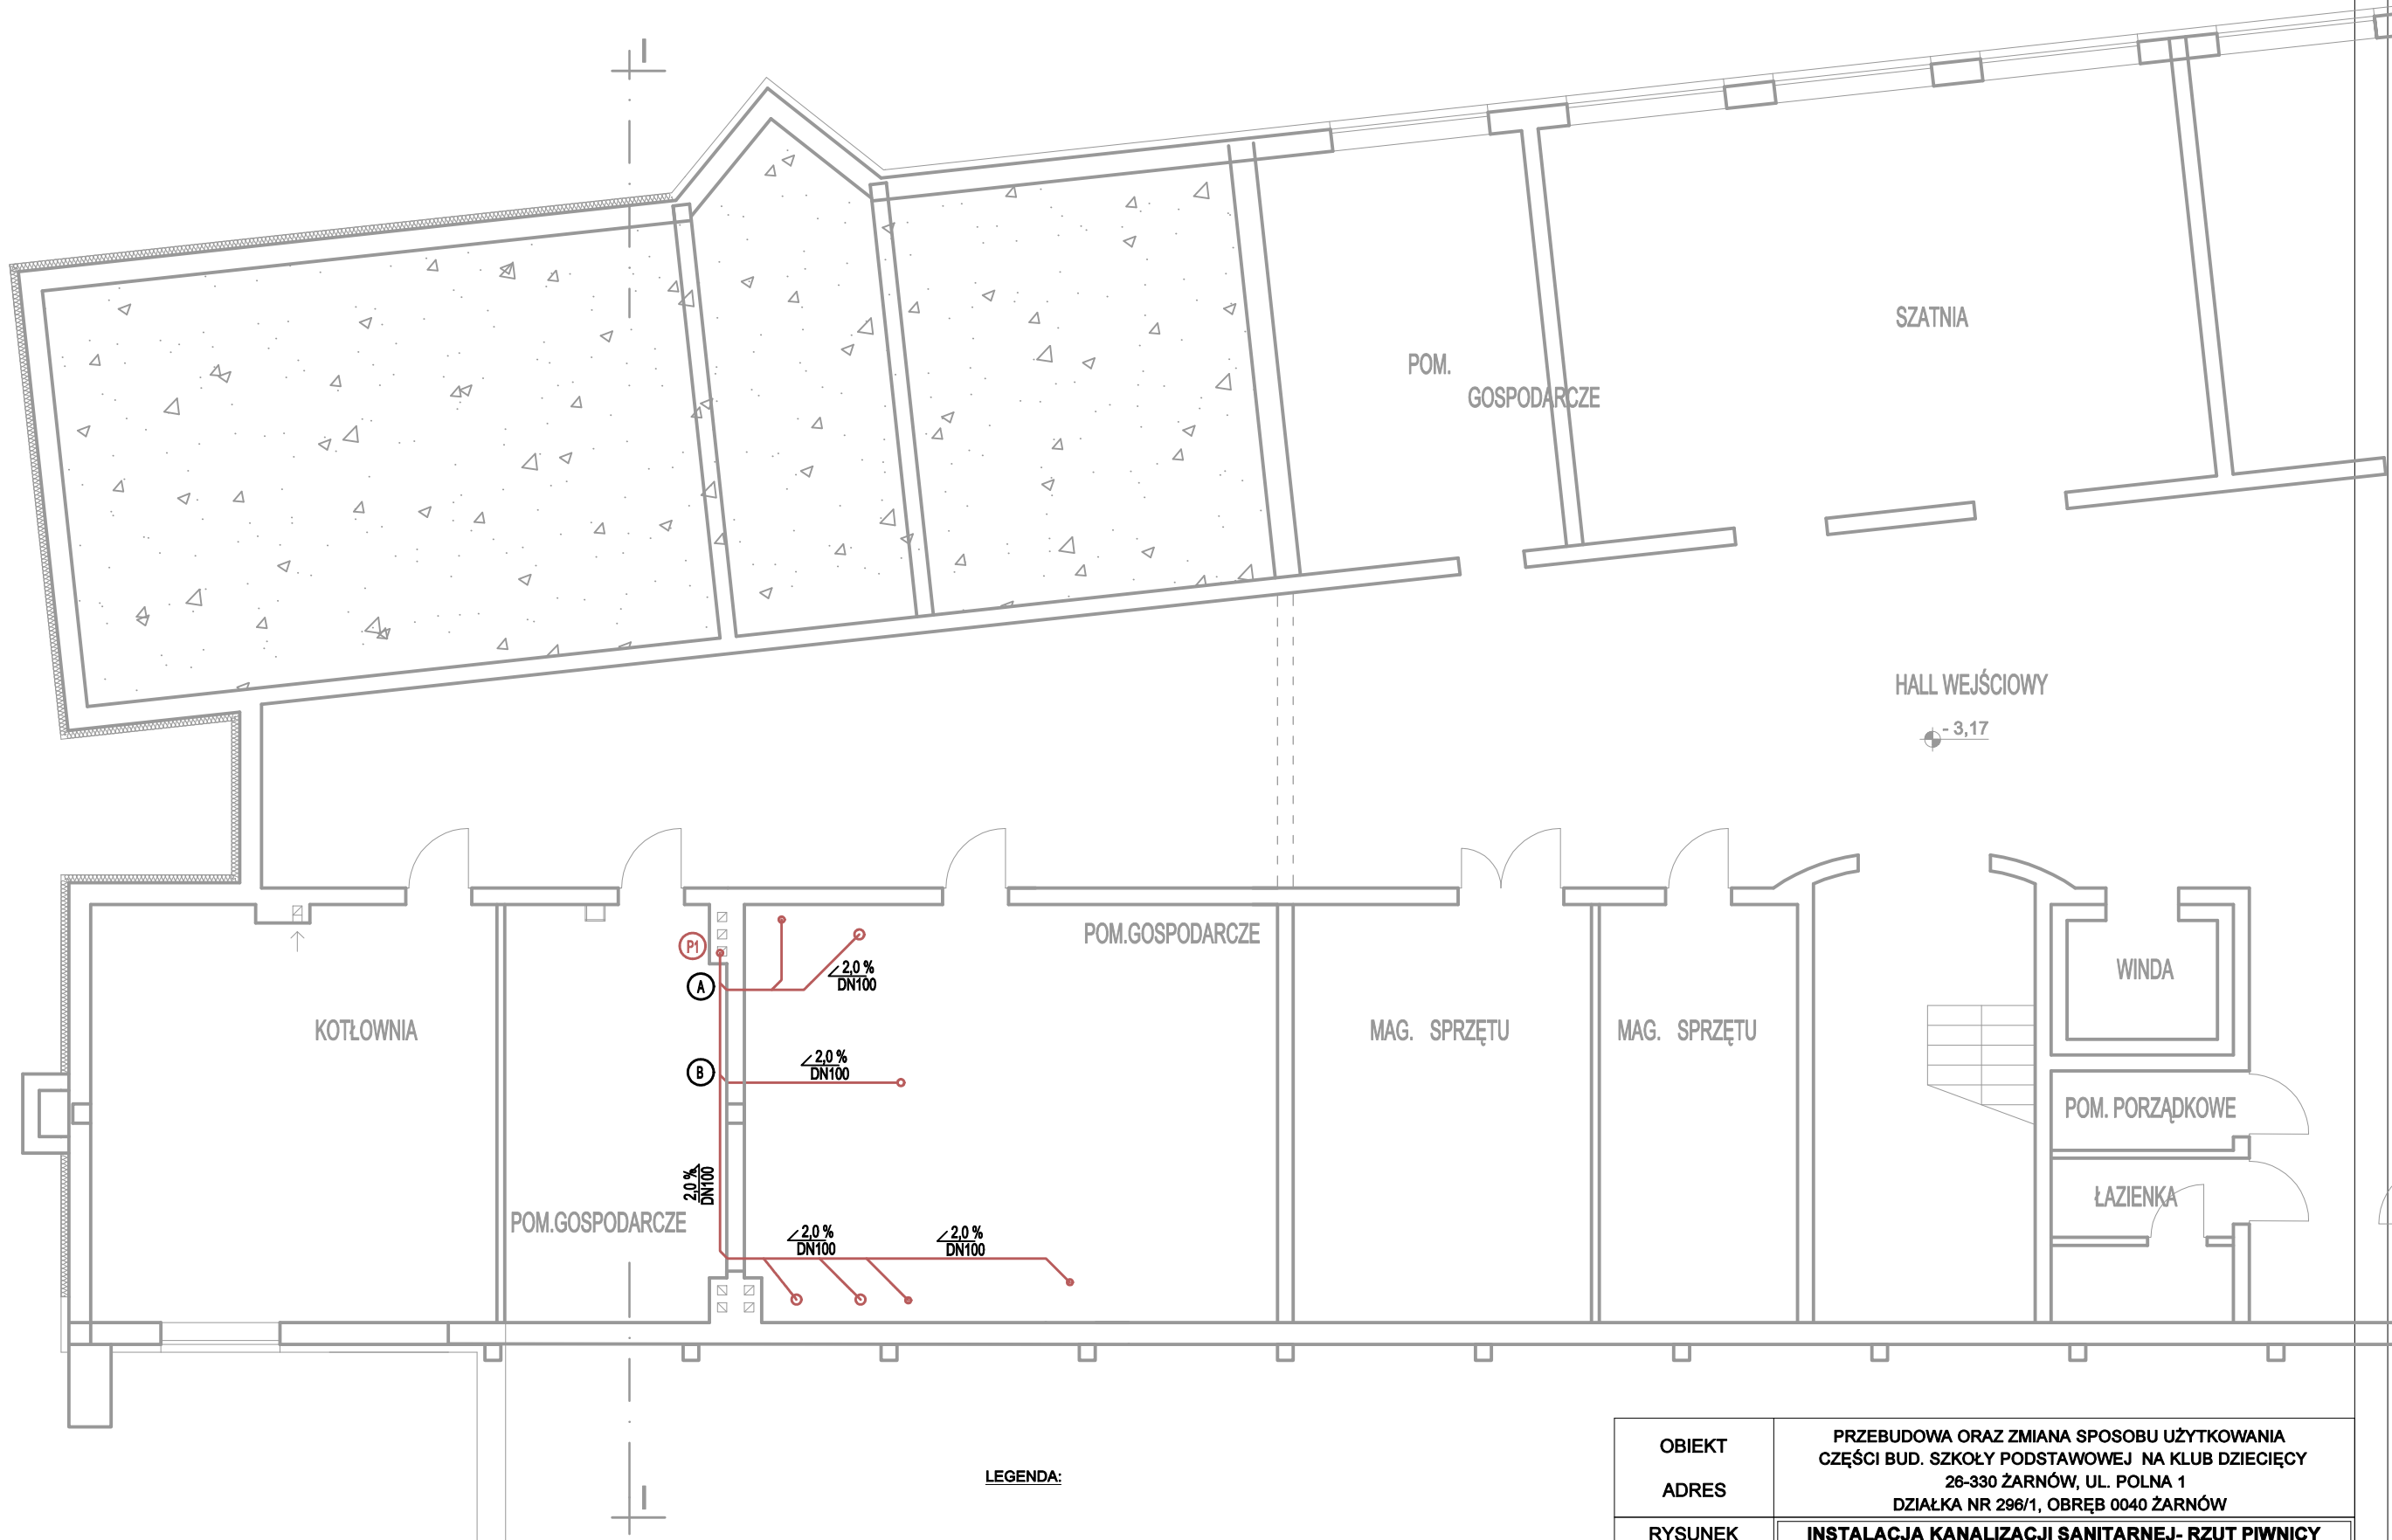 I
SZATNIA
POM.
GOSPODARCZE
HALL WEJŚCIOWY
- 3,17
POM.GOSPODARCZE
P1
2,0 %
DN100
A
WINDA
KOTŁOWNIA
MAG. SPRZĘTU
MAG. SPRZĘTU
2,0 %
DN100
B
POM. PORZĄDKOWE
2,0 %
DN100
ŁAZIENKA
POM.GOSPODARCZE
2,0 %
DN100
2,0 %
DN100
LEGENDA:
I
OBIEKT
ADRES
PRZEBUDOWA ORAZ ZMIANA SPOSOBU UŻYTKOWANIA
CZĘŚCI BUD. SZKOŁY PODSTAWOWEJ NA KLUB DZIECIĘCY
26-330 ŻARNÓW, UL. POLNA 1
DZIAŁKA NR 296/1, OBRĘB 0040 ŻARNÓW
RYSUNEK
INSTALACJA KANALIZACJI SANITARNEJ- RZUT PIWNICY